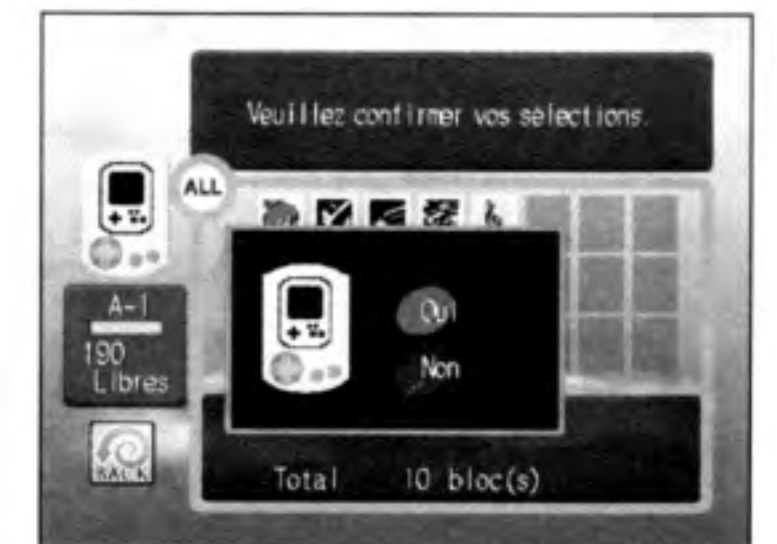 Veuillez confirmer vos sélections.
ALL
A-1
190
Libres
Oui
Non
BACK
Total 10 bloc(s)